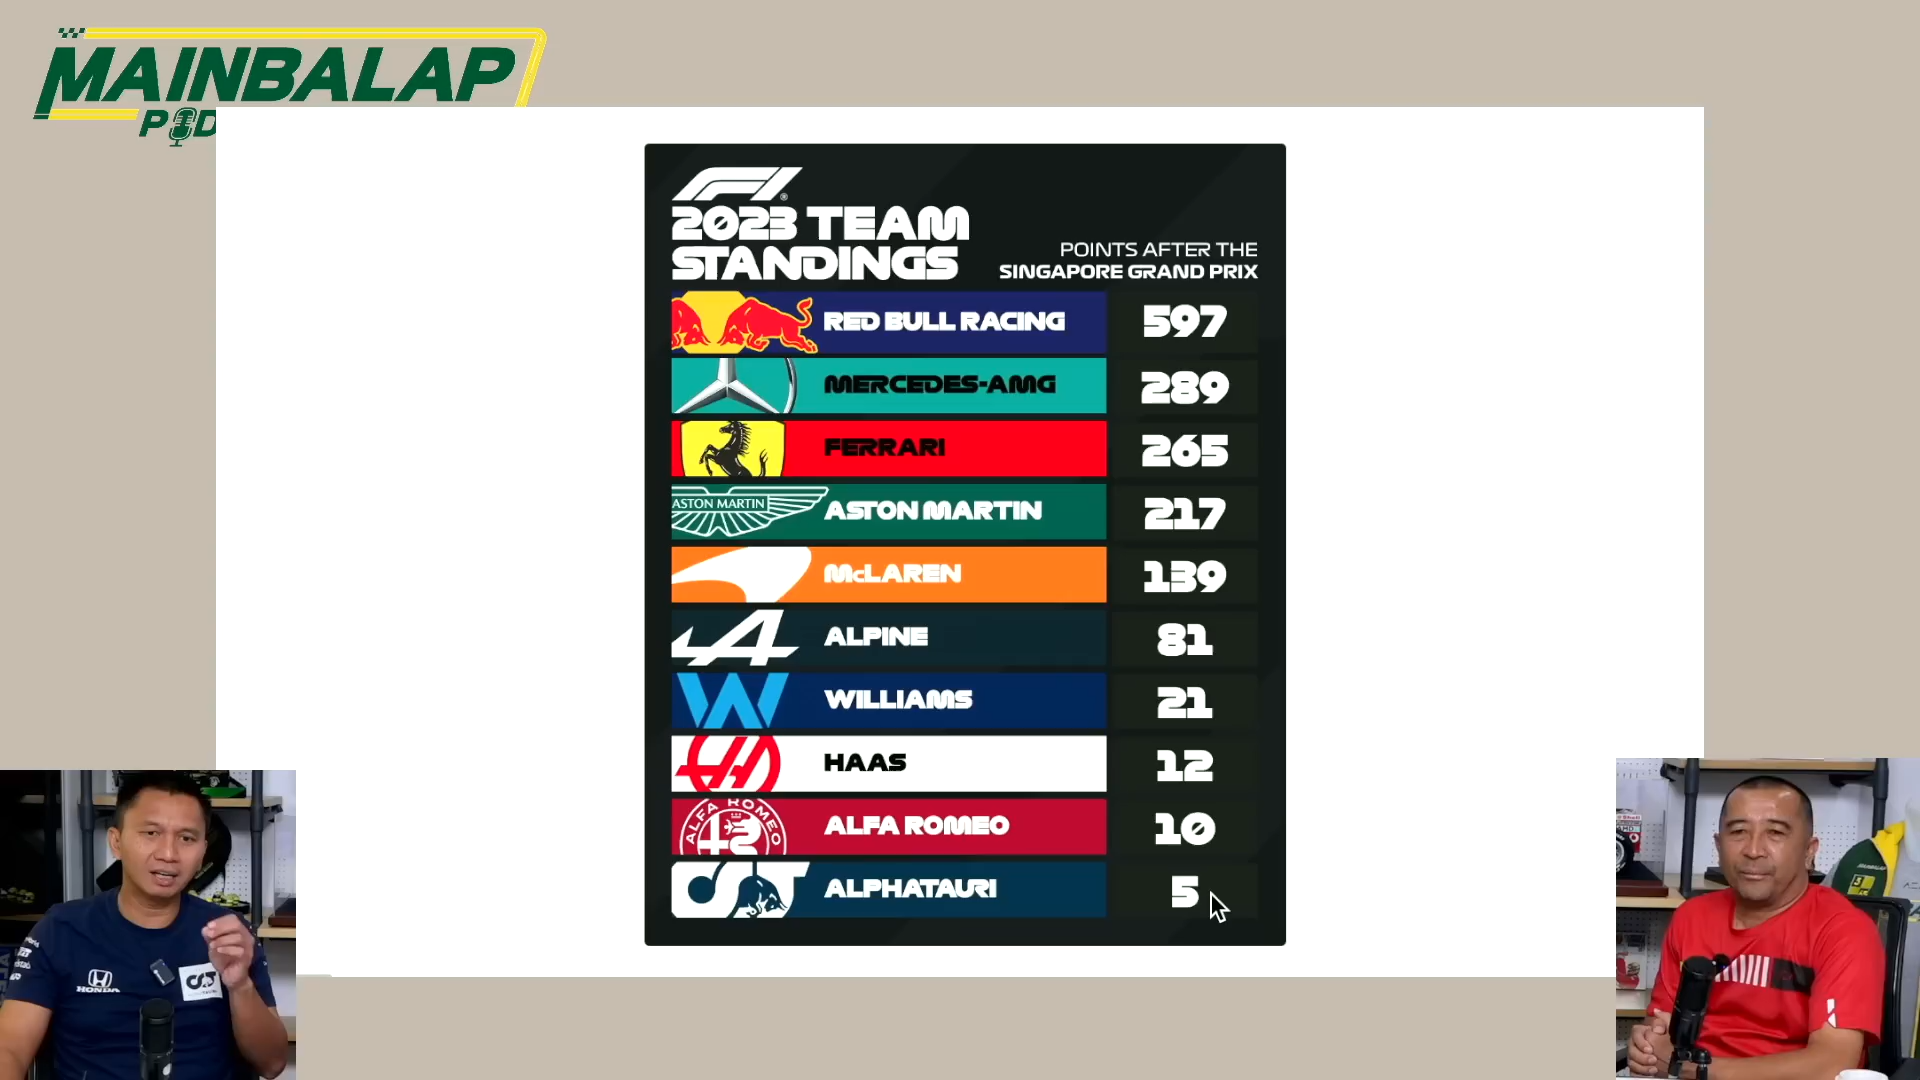 MAINBALAP
POD
F1
2023 TEAM
STANDINGS
POINTS AFTER THE
SINGAPORE GRAND PRIX
RED BULL RACING 597
MERCEDES-AMG 289
FERRARI 265
ASTON MARTIN ASTON MARTIN 217
McLAREN 139
ALPINE 81
WILLIAMS 21
HAAS 12
ALFA ROMEO ALFA ROMEO 10
ALPHATAURI 5
HONDA